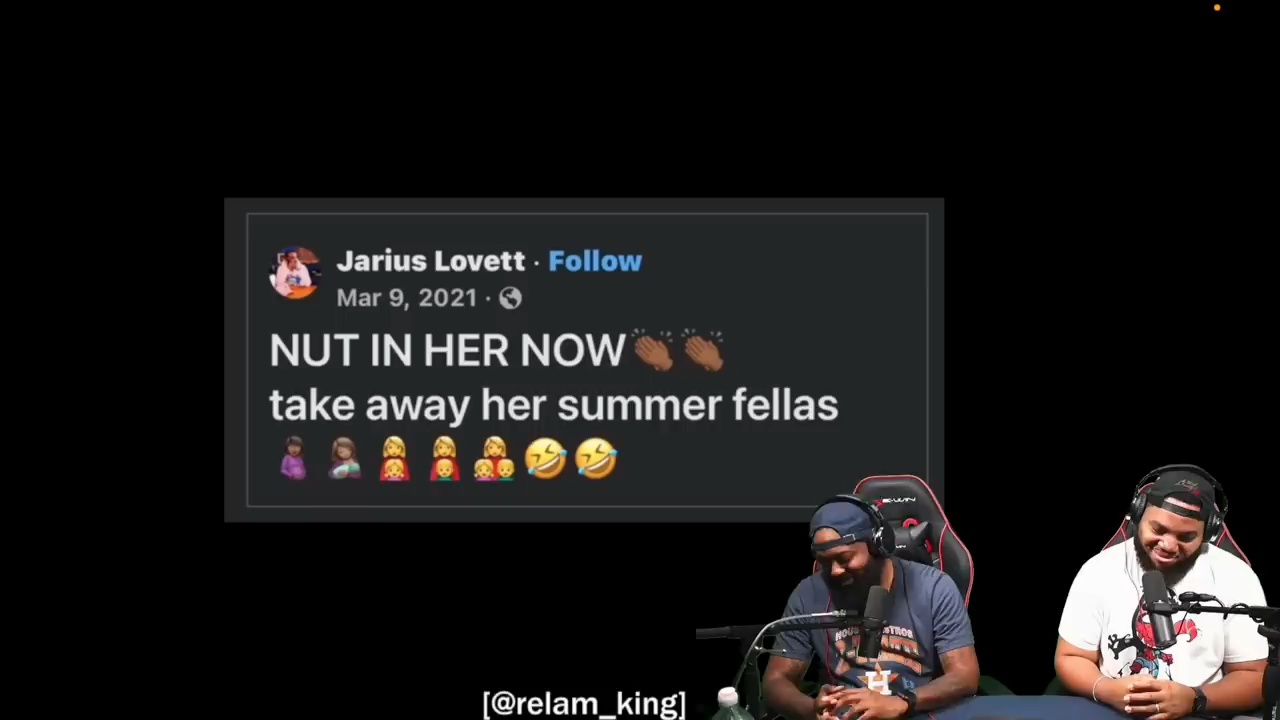 Jarius Lovett · Follow
Mar 9, 2021 ·
NUT IN HER NOW👏🏾👏🏾
take away her summer fellas
🤰🏾🤱🏾👩‍👧👩‍👦👩‍👧‍👦🤣🤣
H
[@relam_king]